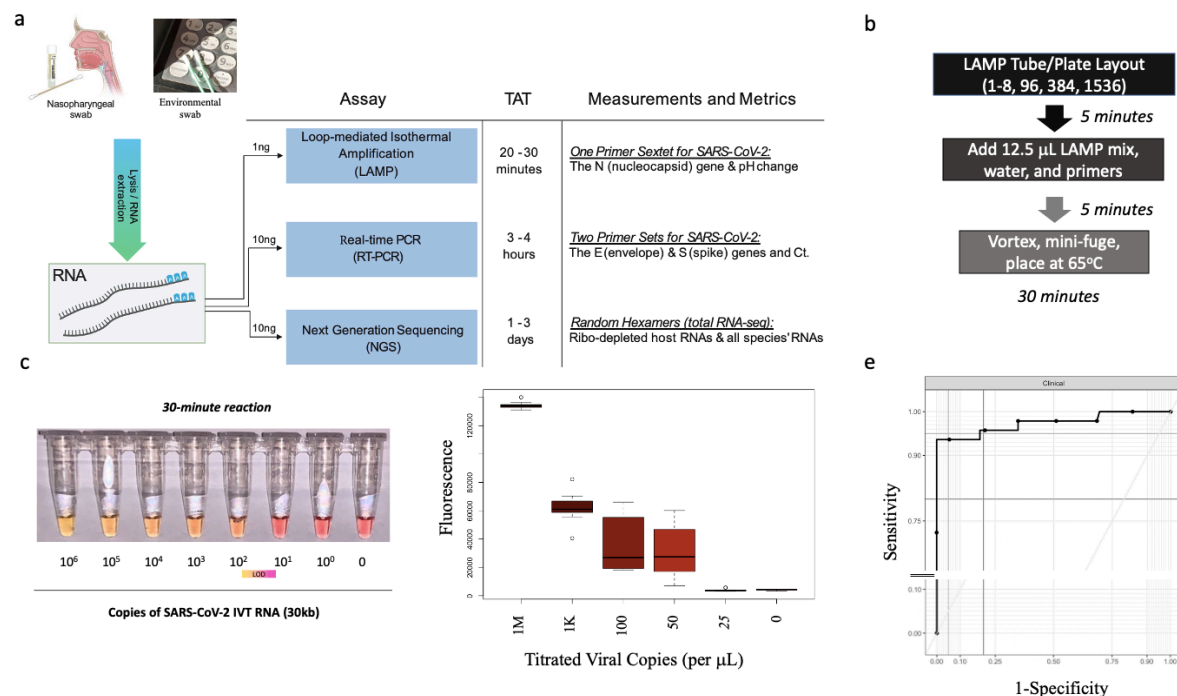 a
Nasopharyngeal
swab
Environmental
swab
Lysis / RNA
extraction
RNA
1ng
10ng
10ng
Assay
TAT
Measurements and Metrics
Loop-mediated Isothermal
Amplification
(LAMP)
20 -30
minutes
One Primer Sextet for SARS-CoV-2:
The N (nucleocapsid) gene & pH change
Real-time PCR
(RT-PCR)
3 -4
hours
Two Primer Sets for SARS-CoV-2:
The E (envelope) & S (spike) genes and Ct.
Next Generation Sequencing
(NGS)
1 -3
days
Random Hexamers (total RNA-seq):
Ribo-depleted host RNAs & all species' RNAs
b
LAMP Tube/Plate Layout
(1-8, 96, 384, 1536)
5 minutes
Add 12.5 µL LAMP mix,
water, and primers
5 minutes
Vortex, mini-fuge,
place at 65°C
30 minutes
c
30-minute reaction
10⁶ 10⁵ 10⁴ 10³ 10² 10¹ 10⁰ 0
LOD
Copies of SARS-CoV-2 IVT RNA (30kb)
Fluorescence
120000
80000
60000
40000
20000
0
1M 1K 100 50 25 0
Titrated Viral Copies (per µL)
e
Clinical
Sensitivity
1.00
0.90
0.75
0.00
0.00 0.10 0.25 0.50 0.75 1.00
1-Specificity